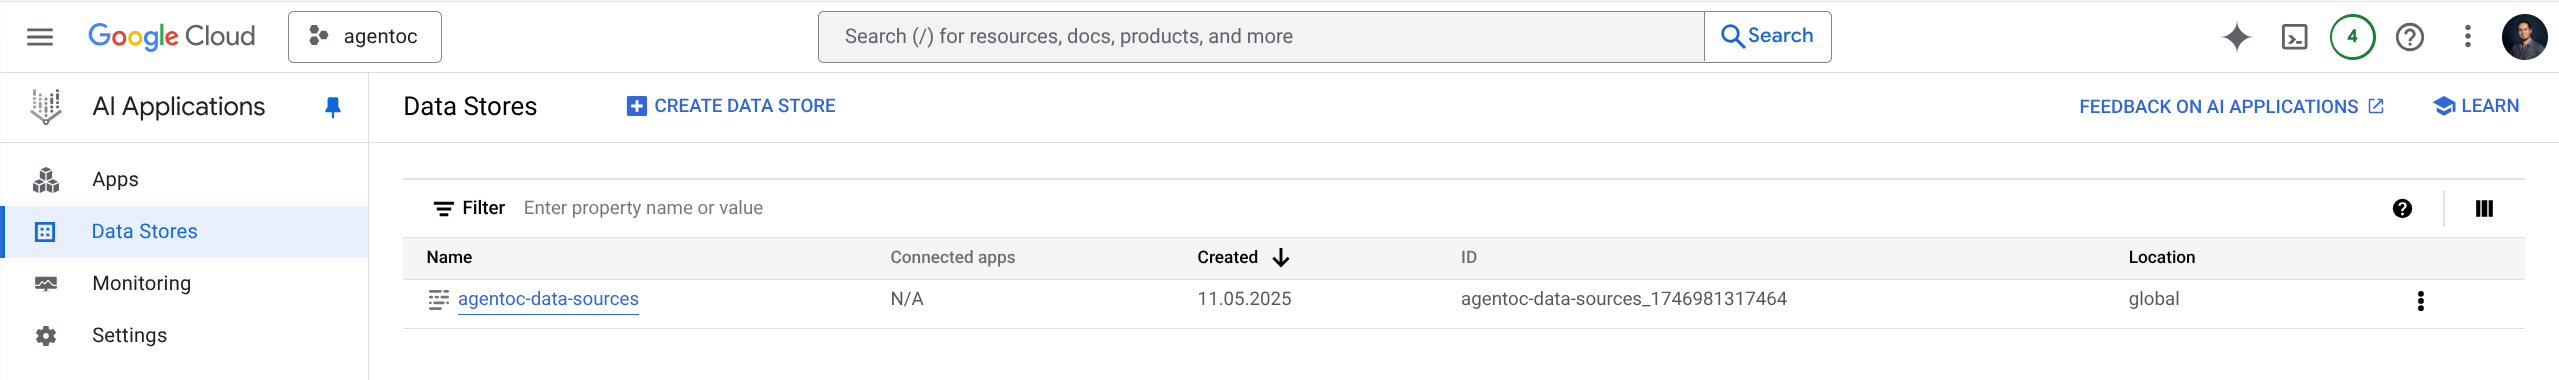 Google Cloud
agentoc
Search (/) for resources, docs, products, and more
Search
4
AI Applications
Data Stores
CREATE DATA STORE
FEEDBACK ON AI APPLICATIONS
LEARN
Apps
Data Stores
Monitoring
Settings
Filter Enter property name or value
Name Connected apps Created ID Location
agentoc-data-sources N/A 11.05.2025 agentoc-data-sources_1746981317464 global